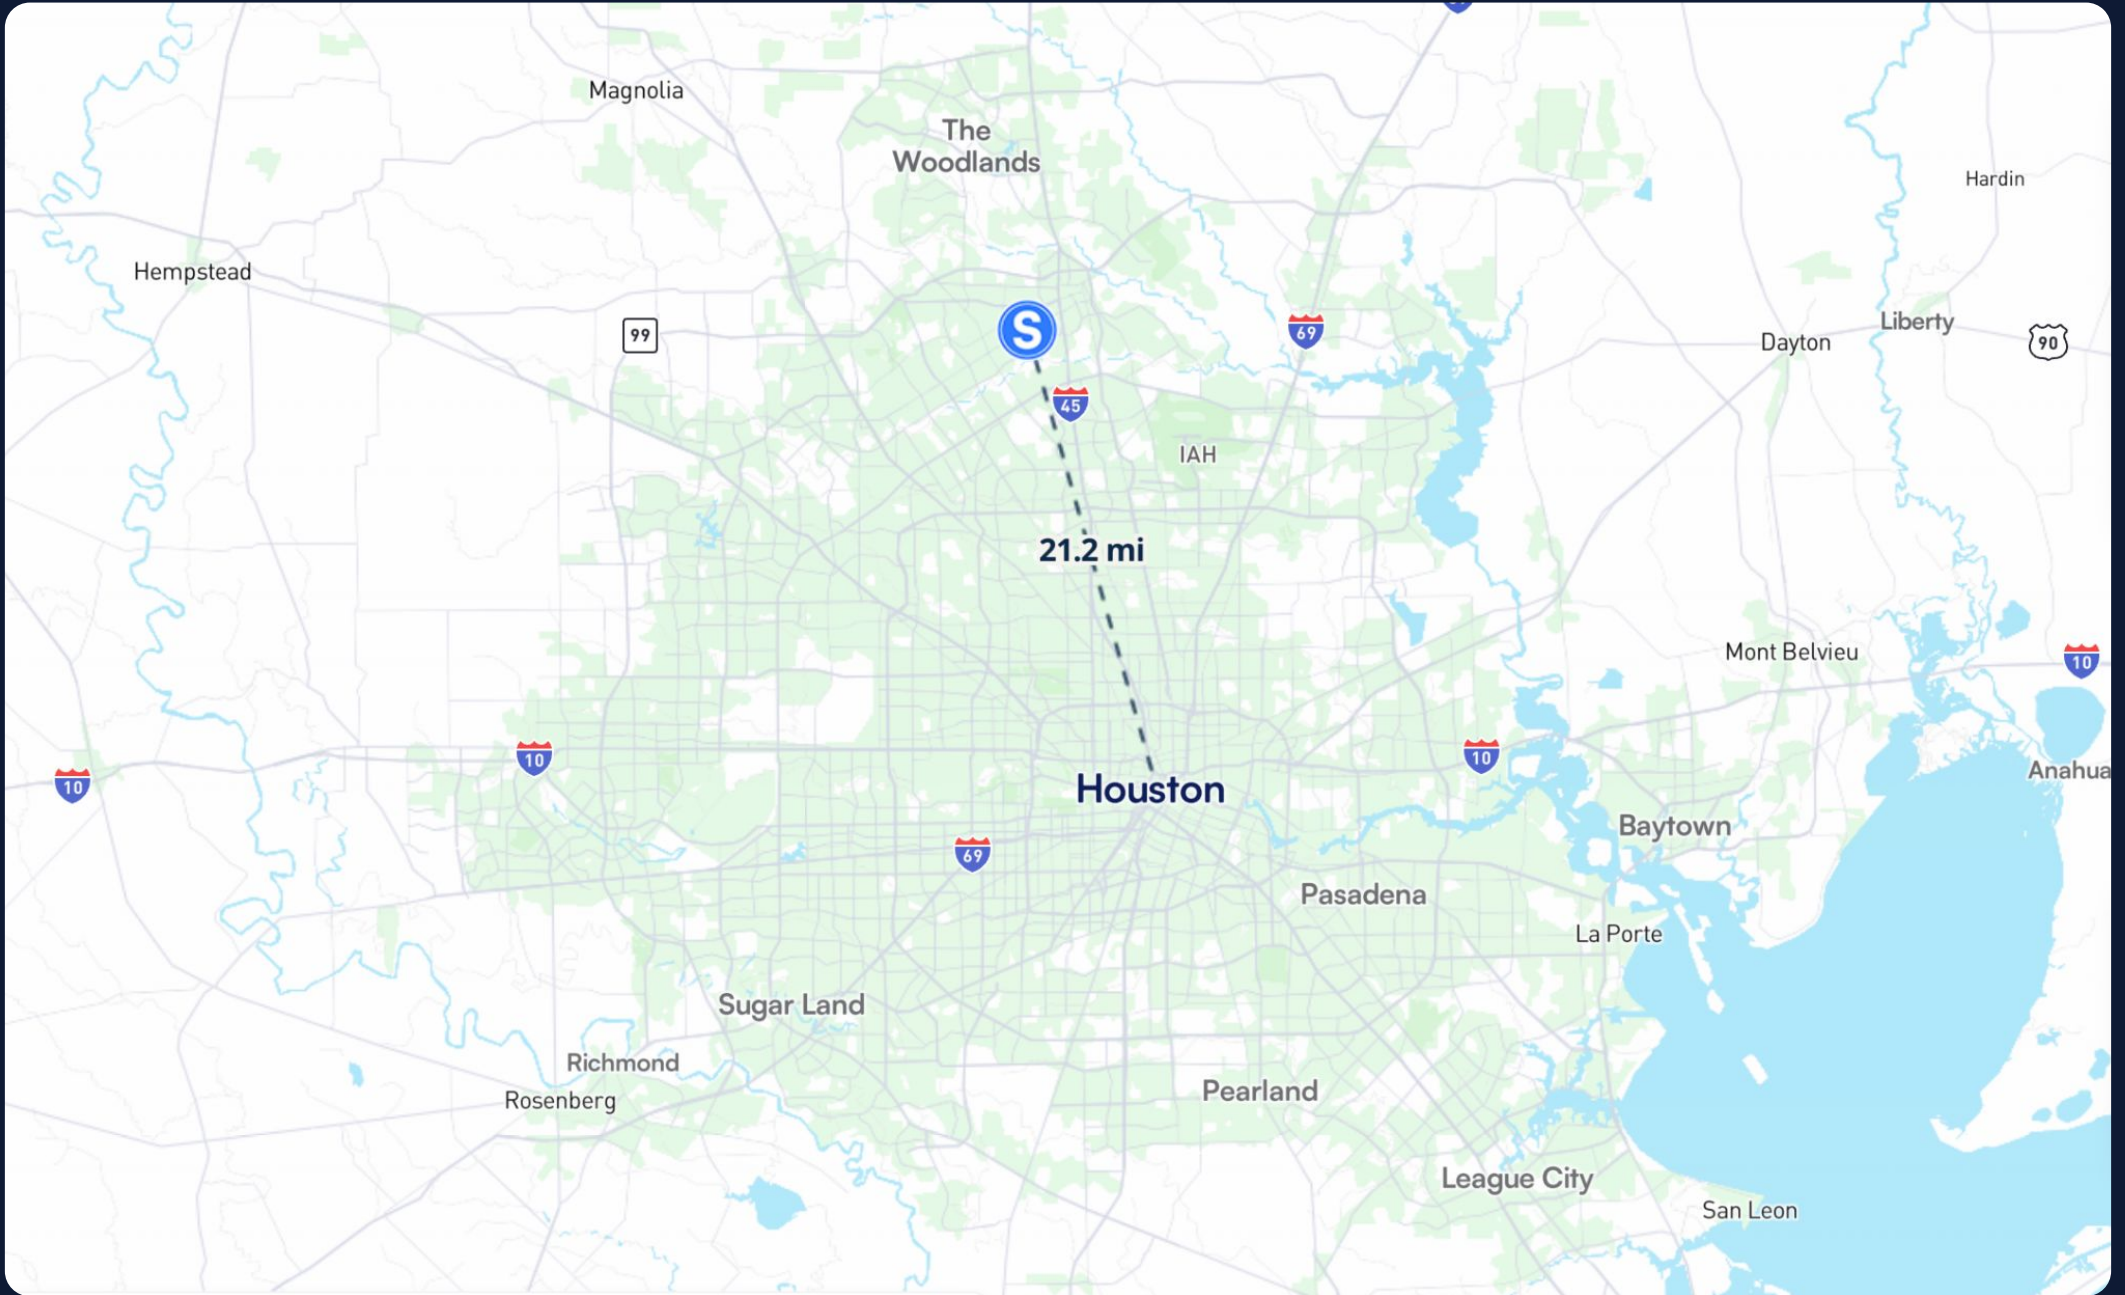 Magnolia
The
Woodlands
Hardin
Hempstead
99
S
69
Liberty
Dayton
90
45
IAH
21.2 mi
Mont Belvieu
10
10
10
10
Anahua
Houston
Baytown
69
Pasadena
La Porte
Sugar Land
Richmond
Pearland
Rosenberg
League City
San Leon